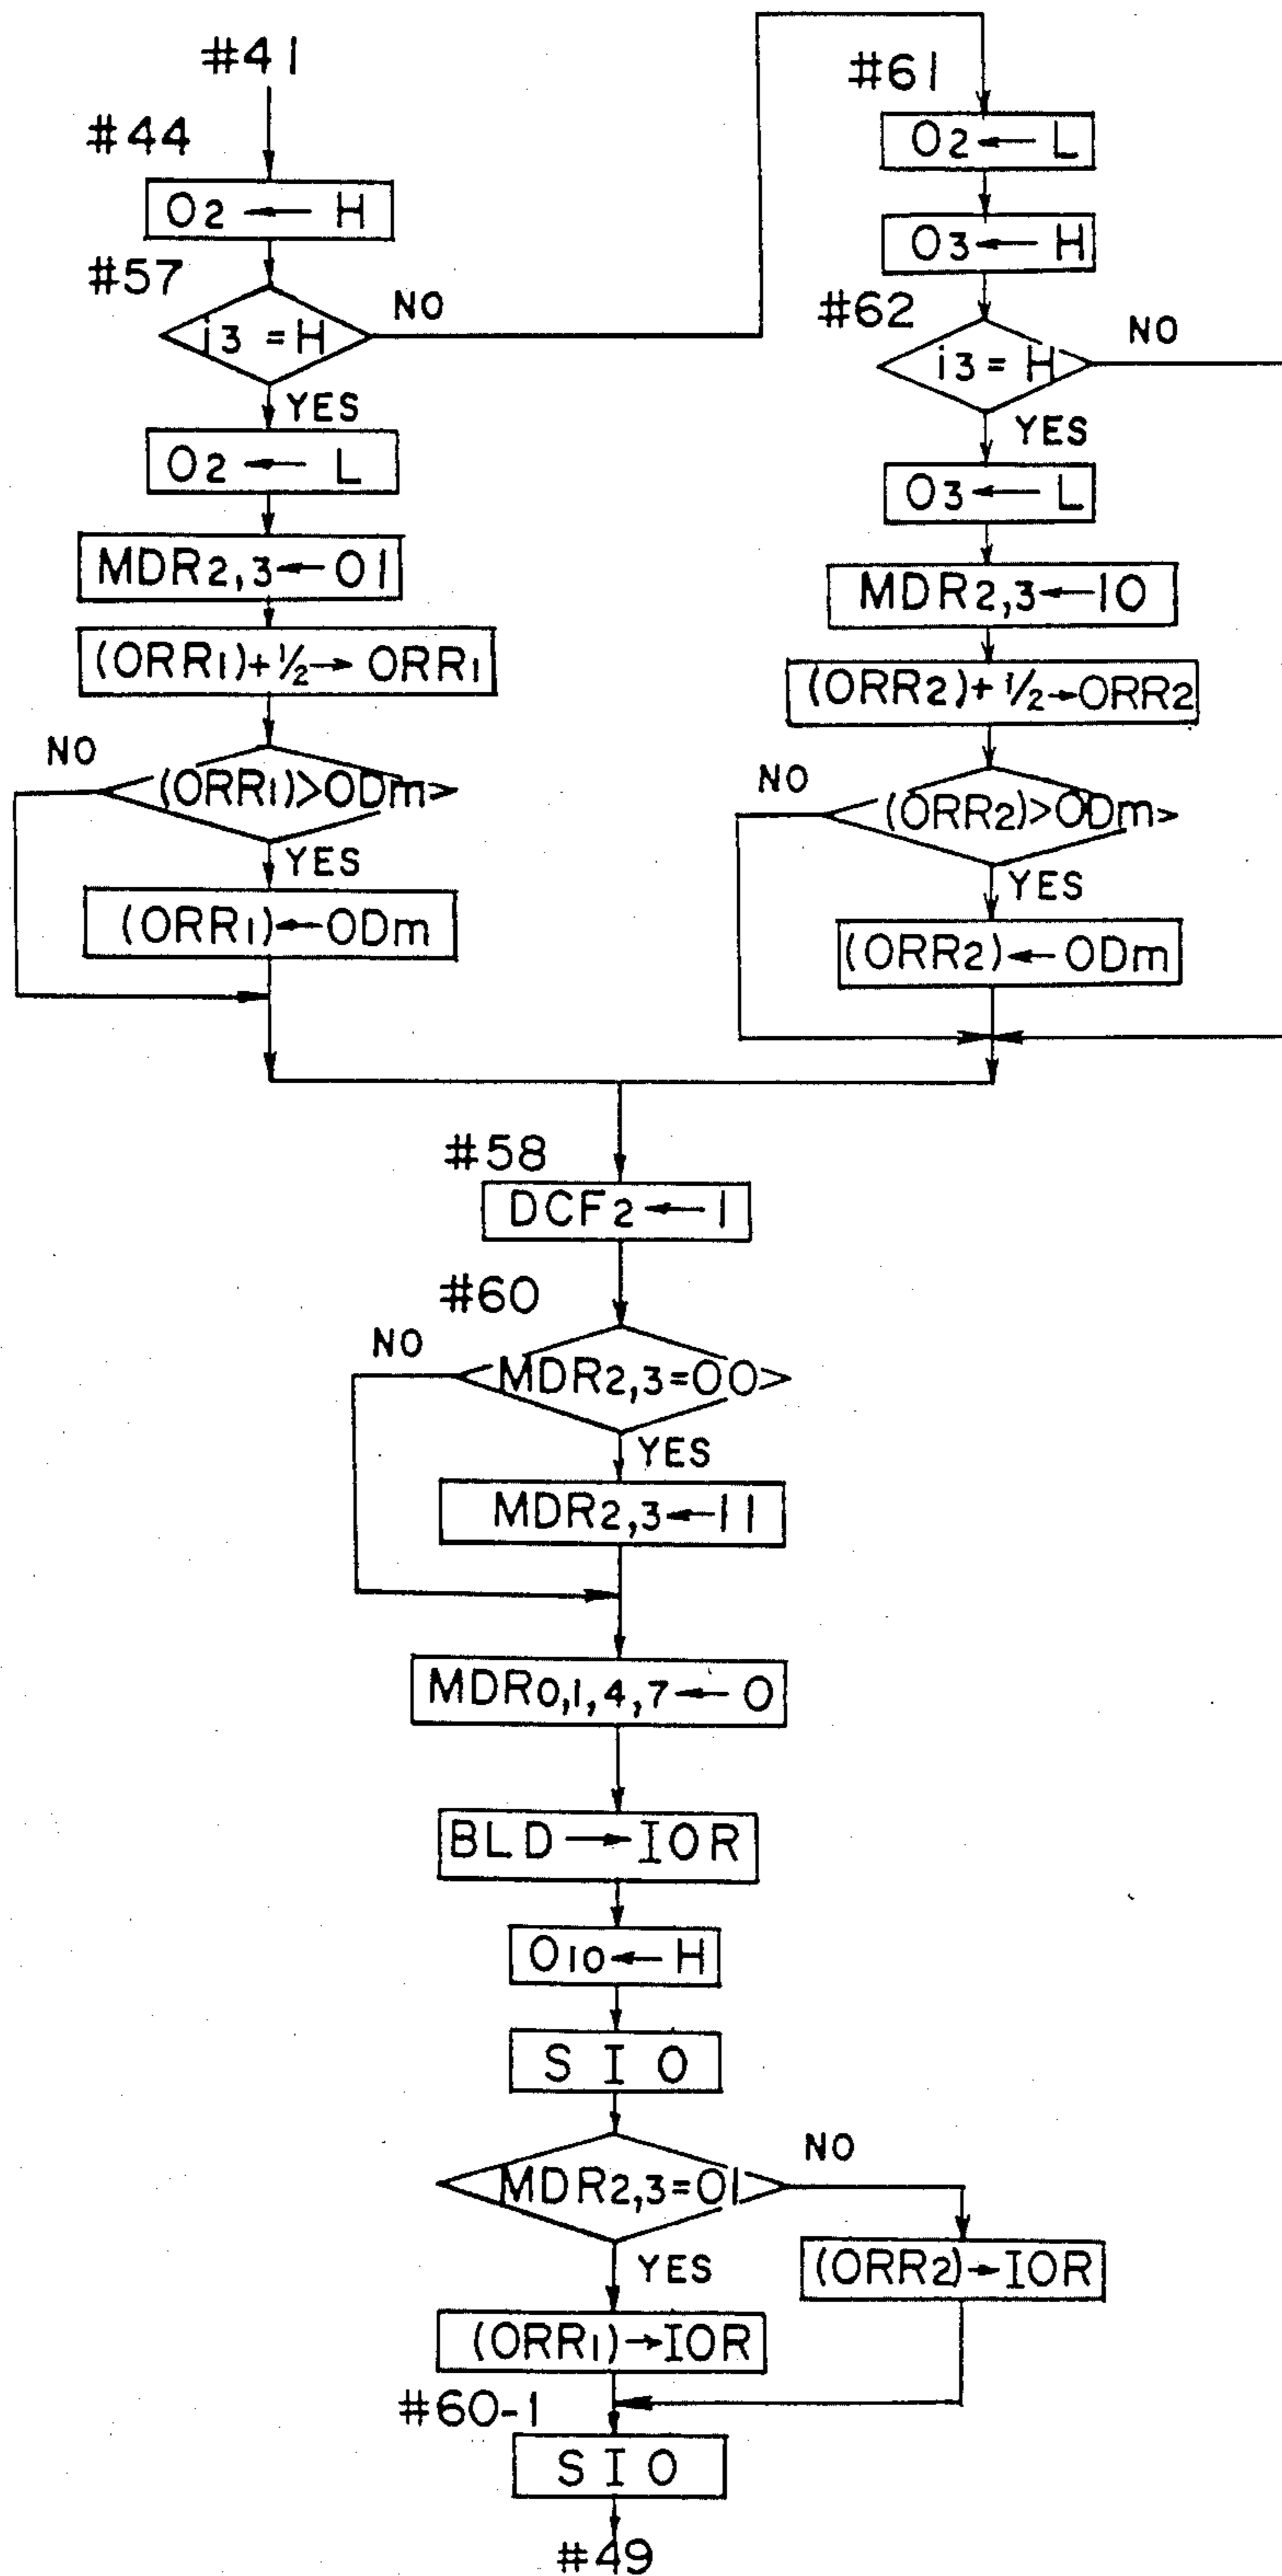 #41
#44
O2 ← H
#57
i3 = H
NO
YES
O2 ← L
MDR2,3 ← 01
(ORR1)+ 1/2 → ORR1
NO
(ORR1)>ODm
YES
(ORR1) ← ODm
#61
O2 ← L
O3 ← H
#62
i3 = H
NO
YES
O3 ← L
MDR2,3 ← 10
(ORR2)+ 1/2 → ORR2
NO
(ORR2)>ODm
YES
(ORR2) ← ODm
#58
DCF2 ← 1
#60
NO
MDR2,3=00
YES
MDR2,3 ← 11
MDR0,1,4,7 ← 0
BLD → IOR
O10 ← H
SIO
MDR2,3=01
NO
YES
(ORR2) → IOR
(ORR1) → IOR
#60-1
SIO
#49